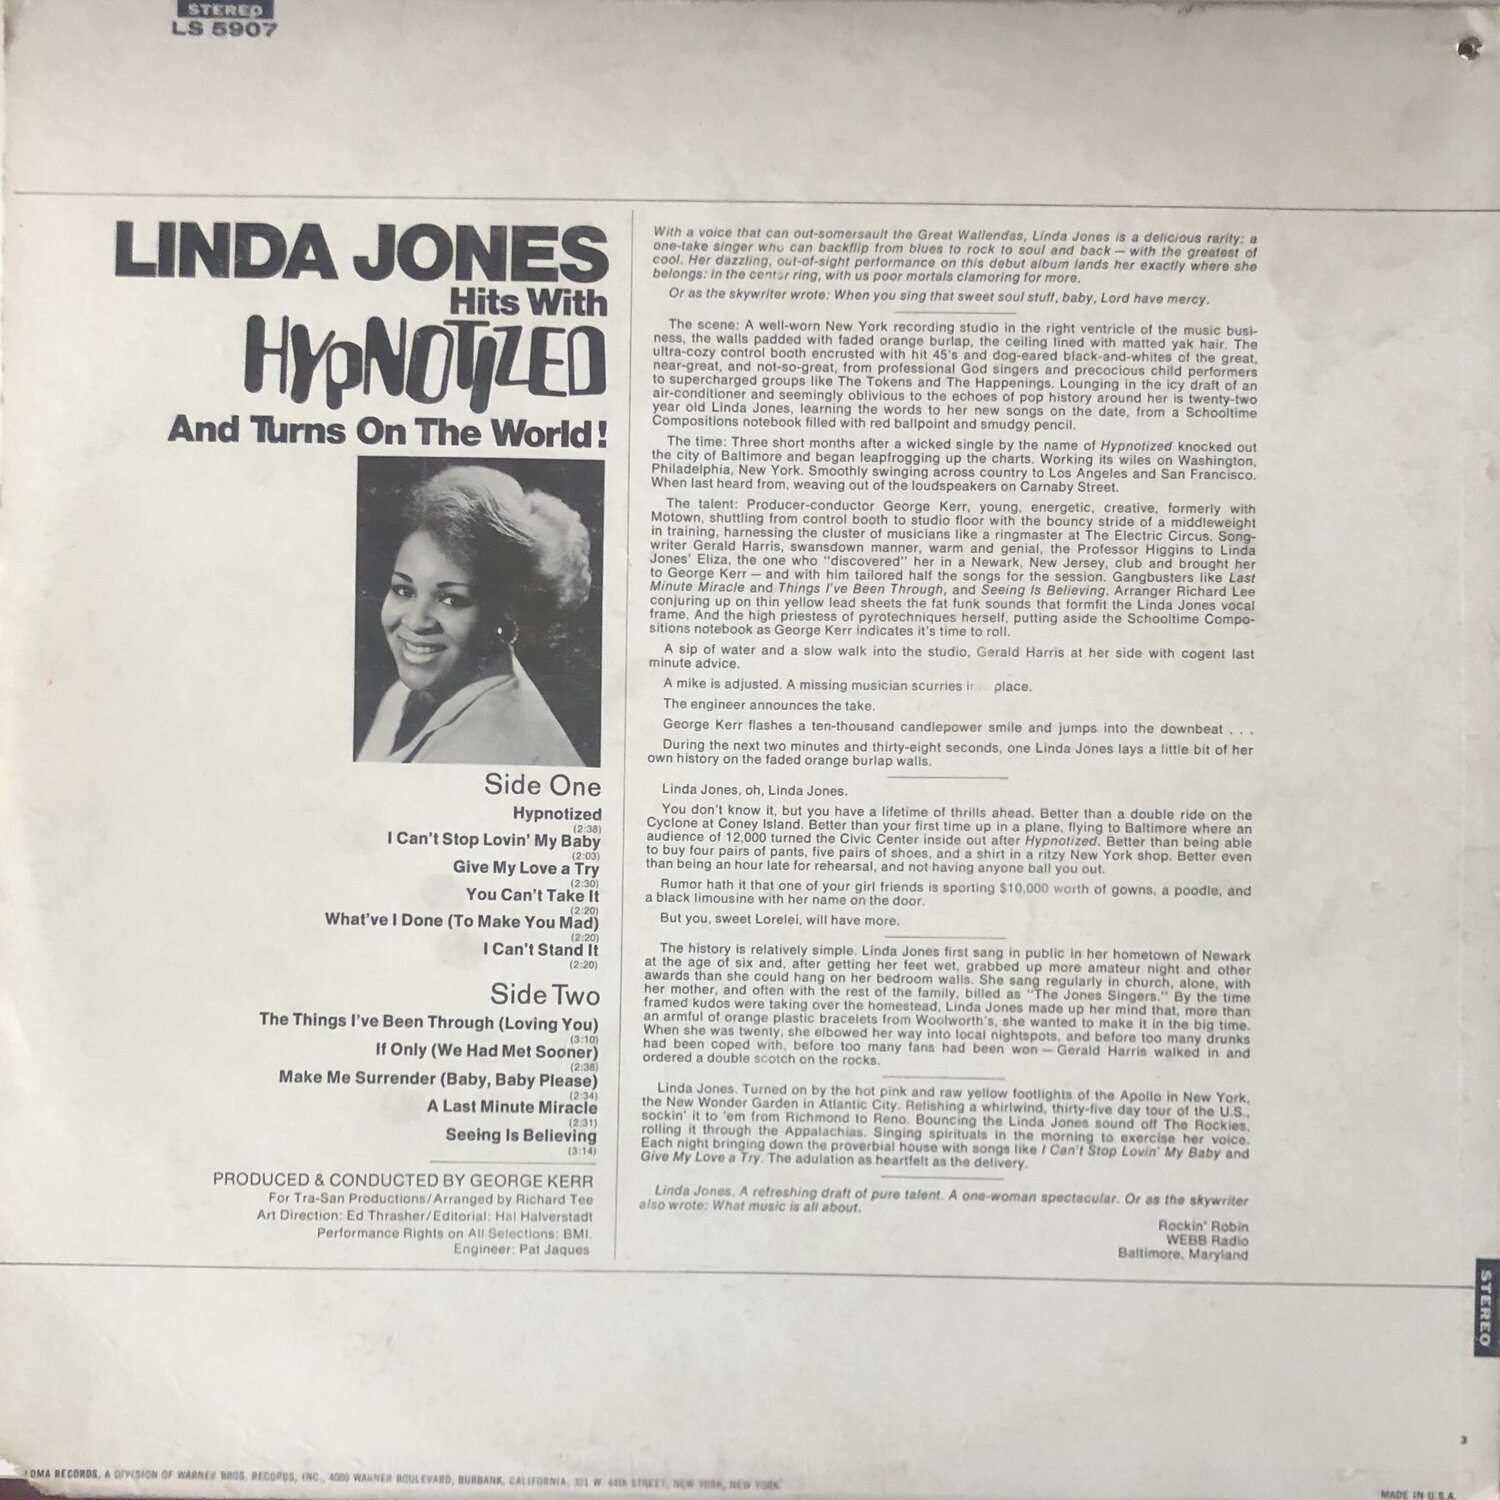 STEREO
LS 5907
LINDA JONES
Hits With
HYPNOTIZED
And Turns On The World!
Side One
Hypnotized
(2:38)
I Can't Stop Lovin' My Baby
(2:03)
Give My Love a Try
(2:30)
You Can't Take It
(2:20)
What've I Done (To Make You Mad)
(2:20)
I Can't Stand It
(2:20)
Side Two
The Things I've Been Through (Loving You)
(3:10)
If Only (We Had Met Sooner)
(2:38)
Make Me Surrender (Baby, Baby Please)
(2:34)
A Last Minute Miracle
(2:31)
Seeing Is Believing
(3:14)
PRODUCED & CONDUCTED BY GEORGE KERR
For Tra-San Productions/Arranged by Richard Tee
Art Direction: Ed Thrasher/Editorial: Hal Halverstadt
Performance Rights on All Selections: BMI.
Engineer: Pat Jaques
With a voice that can out-somersault the Great Wallendas, Linda Jones is a delicious rarity: a
one-take singer who can backflip from blues to rock to soul and back — with the greatest of
cool. Her dazzling, out-of-sight performance on this debut album lands her exactly where she
belongs: in the center ring, with us poor mortals clamoring for more.
Or as the skywriter wrote: When you sing that sweet soul stuff, baby, Lord have mercy.
The scene: A well-worn New York recording studio in the right ventricle of the music busi-
ness, the walls padded with faded orange burlap, the ceiling lined with matted yak hair. The
ultra-cozy control booth encrusted with hit 45's and dog-eared black-and-whites of the great,
near-great, and not-so-great, from professional God singers and precocious child performers
to supercharged groups like The Tokens and The Happenings. Lounging in the icy draft of an
air-conditioner and seemingly oblivious to the echoes of pop history around her is twenty-two
year old Linda Jones, learning the words to her new songs on the date, from a Schooltime
Compositions notebook filled with red ballpoint and smudgy pencil.
The time: Three short months after a wicked single by the name of Hypnotized knocked out
the city of Baltimore and began leapfrogging up the charts. Working its wiles on Washington,
Philadelphia, New York. Smoothly swinging across country to Los Angeles and San Francisco.
When last heard from, weaving out of the loudspeakers on Carnaby Street.
The talent: Producer-conductor George Kerr, young, energetic, creative, formerly with
Motown, shuttling from control booth to studio floor with the bouncy stride of a middleweight
in training, harnessing the cluster of musicians like a ringmaster at The Electric Circus. Song-
writer Gerald Harris, swansdown manner, warm and genial, the Professor Higgins to Linda
Jones' Eliza, the one who "discovered" her in a Newark, New Jersey, club and brought her
to George Kerr — and with him tailored half the songs for the session. Gangbusters like Last
Minute Miracle and Things I've Been Through, and Seeing Is Believing. Arranger Richard Lee
conjuring up on thin yellow lead sheets the fat funk sounds that formfit the Linda Jones vocal
frame. And the high priestess of pyrotechniques herself, putting aside the Schooltime Compo-
sitions notebook as George Kerr indicates it's time to roll.
A sip of water and a slow walk into the studio, Gerald Harris at her side with cogent last
minute advice.
A mike is adjusted. A missing musician scurries into place.
The engineer announces the take.
George Kerr flashes a ten-thousand candlepower smile and jumps into the downbeat . . .
During the next two minutes and thirty-eight seconds, one Linda Jones lays a little bit of her
own history on the faded orange burlap walls.
Linda Jones, oh, Linda Jones.
You don't know it, but you have a lifetime of thrills ahead. Better than a double ride on the
Cyclone at Coney Island. Better than your first time up in a plane, flying to Baltimore where an
audience of 12,000 turned the Civic Center inside out after Hypnotized. Better than being able
to buy four pairs of pants, five pairs of shoes, and a shirt in a ritzy New York shop. Better even
than being an hour late for rehearsal, and not having anyone ball you out.
Rumor hath it that one of your girl friends is sporting $10,000 worth of gowns, a poodle, and
a black limousine with her name on the door.
But you, sweet Lorelei, will have more.
The history is relatively simple. Linda Jones first sang in public in her hometown of Newark
at the age of six and, after getting her feet wet, grabbed up more amateur night and other
awards than she could hang on her bedroom walls. She sang regularly in church, alone, with
her mother, and often with the rest of the family, billed as "The Jones Singers." By the time
framed kudos were taking over the homestead, Linda Jones made up her mind that, more than
an armful of orange plastic bracelets from Woolworth's, she wanted to make it in the big time.
When she was twenty, she elbowed her way into local nightspots, and before too many drunks
had been coped with, before too many fans had been won — Gerald Harris walked in and
ordered a double scotch on the rocks.
Linda Jones. Turned on by the hot pink and raw yellow footlights of the Apollo in New York,
the New Wonder Garden in Atlantic City. Relishing a whirlwind, thirty-five day tour of the U.S.,
sockin' it to 'em from Richmond to Reno. Bouncing the Linda Jones sound off The Rockies,
rolling it through the Appalachias. Singing spirituals in the morning to exercise her voice.
Each night bringing down the proverbial house with songs like I Can't Stop Lovin' My Baby and
Give My Love a Try. The adulation as heartfelt as the delivery.
Linda Jones. A refreshing draft of pure talent. A one-woman spectacular. Or as the skywriter
also wrote: What music is all about.
Rockin' Robin
WEBB Radio
Baltimore, Maryland
STEREO
3
LOMA RECORDS, A DIVISION OF WARNER BROS. RECORDS, INC., 4000 WARNER BOULEVARD, BURBANK, CALIFORNIA, 321 W. 44th STREET, NEW YORK, NEW YORK
MADE IN U.S.A.